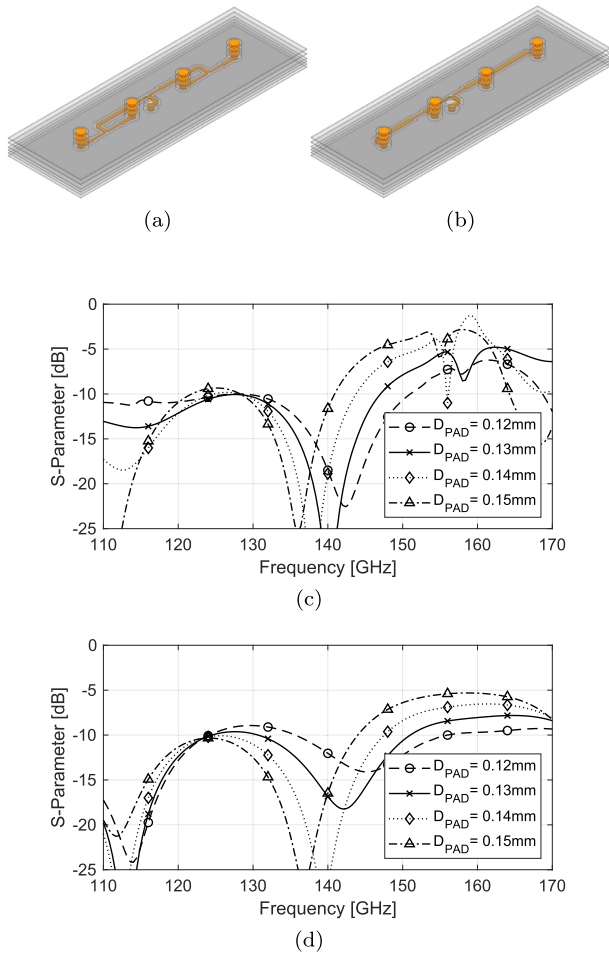 (a)
(b)
0
-5
-10
-15
-20
-25
S-Parameter [dB]
D_PAD = 0.12mm
D_PAD = 0.13mm
D_PAD = 0.14mm
D_PAD = 0.15mm
110 120 130 140 150 160 170
Frequency [GHz]
(c)
0
-5
-10
-15
-20
-25
S-Parameter [dB]
D_PAD = 0.12mm
D_PAD = 0.13mm
D_PAD = 0.14mm
D_PAD = 0.15mm
110 120 130 140 150 160 170
Frequency [GHz]
(d)